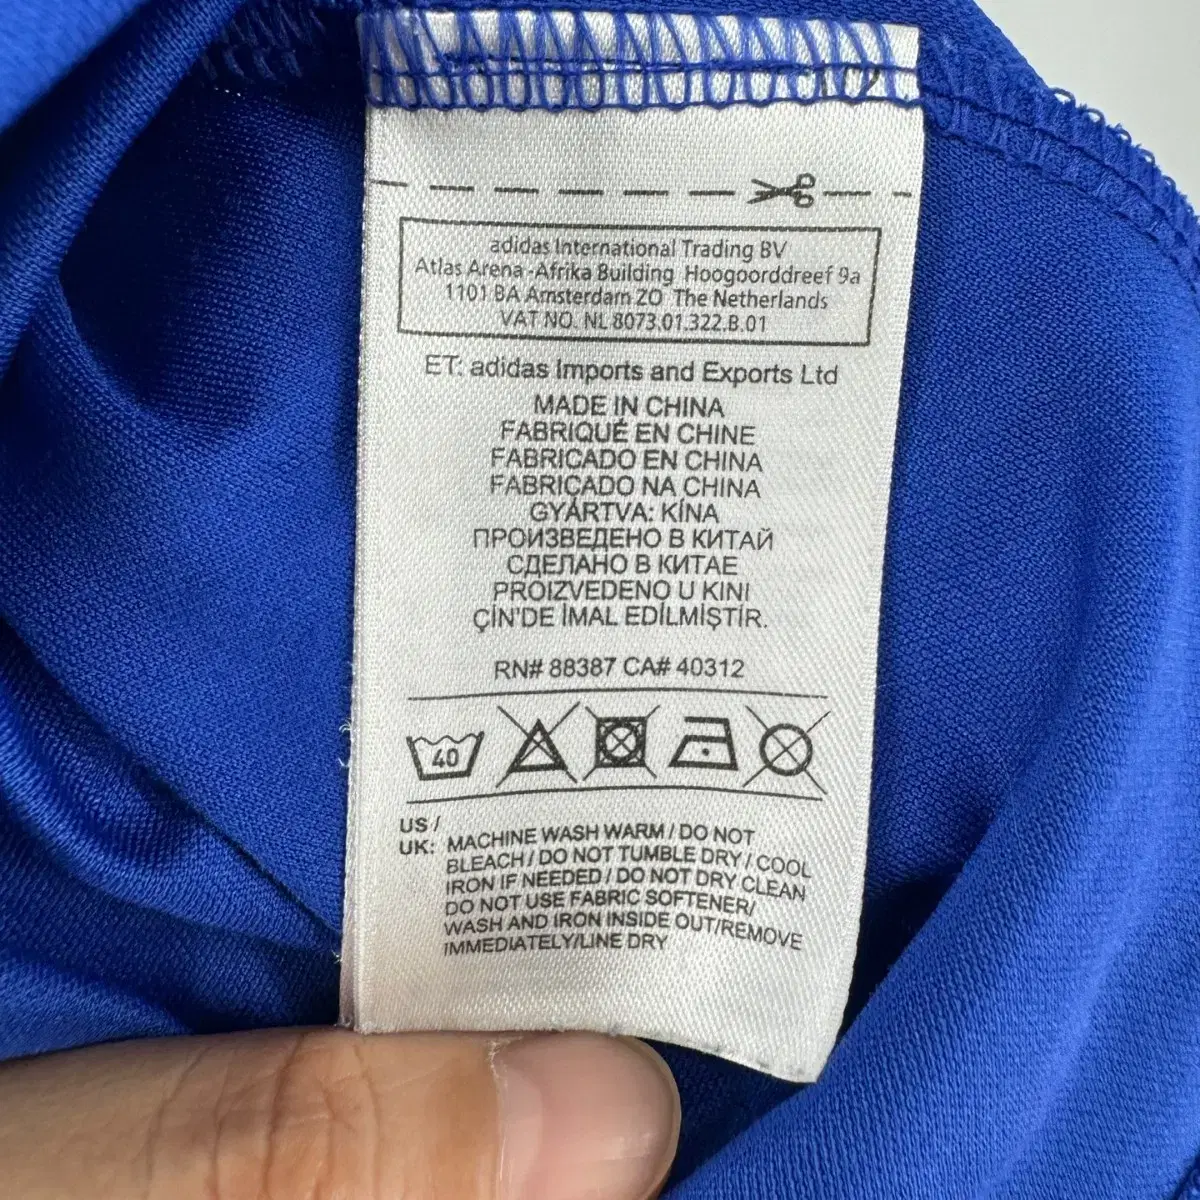 adidas International Trading BV
Atlas Arena-Afrika Building Hoogoorddreef 9a
1101 BA Amsterdam ZO The Netherlands
VAT NO. NL 8073.01.322.B.01
ET: adidas Imports and Exports Ltd
MADE IN CHINA
FABRIQUÉ EN CHINE
FABRICADO EN CHINA
FABRICADO NA CHINA
GYÁRTVA: KÍNA
ПРОИЗВЕДЕНО В КИТАЙ
СДЕЛАНО В КИТАЕ
PROIZVEDENO U KINI
ÇİN'DE İMAL EDİLMİŞTİR.
RN# 88387 CA# 40312
40
US /
UK: MACHINE WASH WARM / DO NOT
BLEACH / DO NOT TUMBLE DRY / COOL
IRON IF NEEDED / DO NOT DRY CLEAN
DO NOT USE FABRIC SOFTENER/
WASH AND IRON INSIDE OUT/REMOVE
IMMEDIATELY/LINE DRY